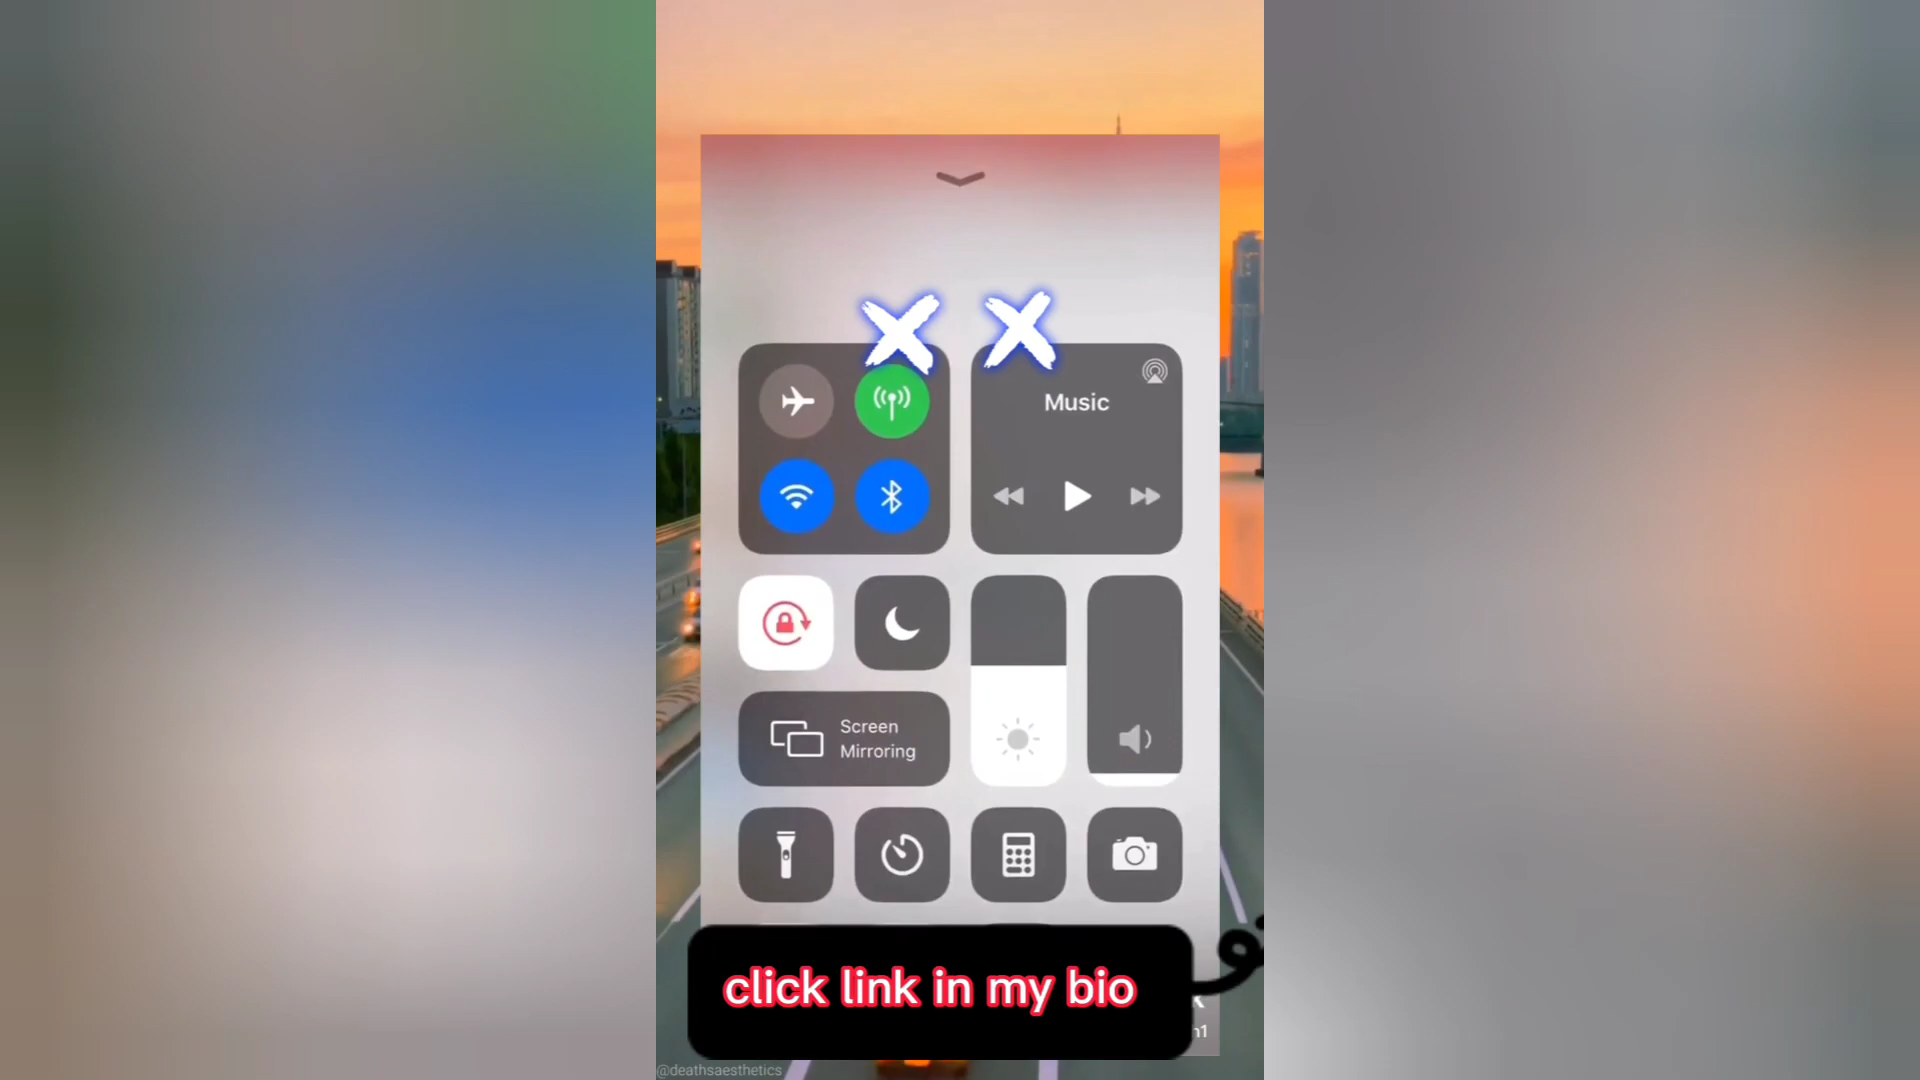 Music
Screen
Mirroring
click link in my bio
@deathsaesthetics